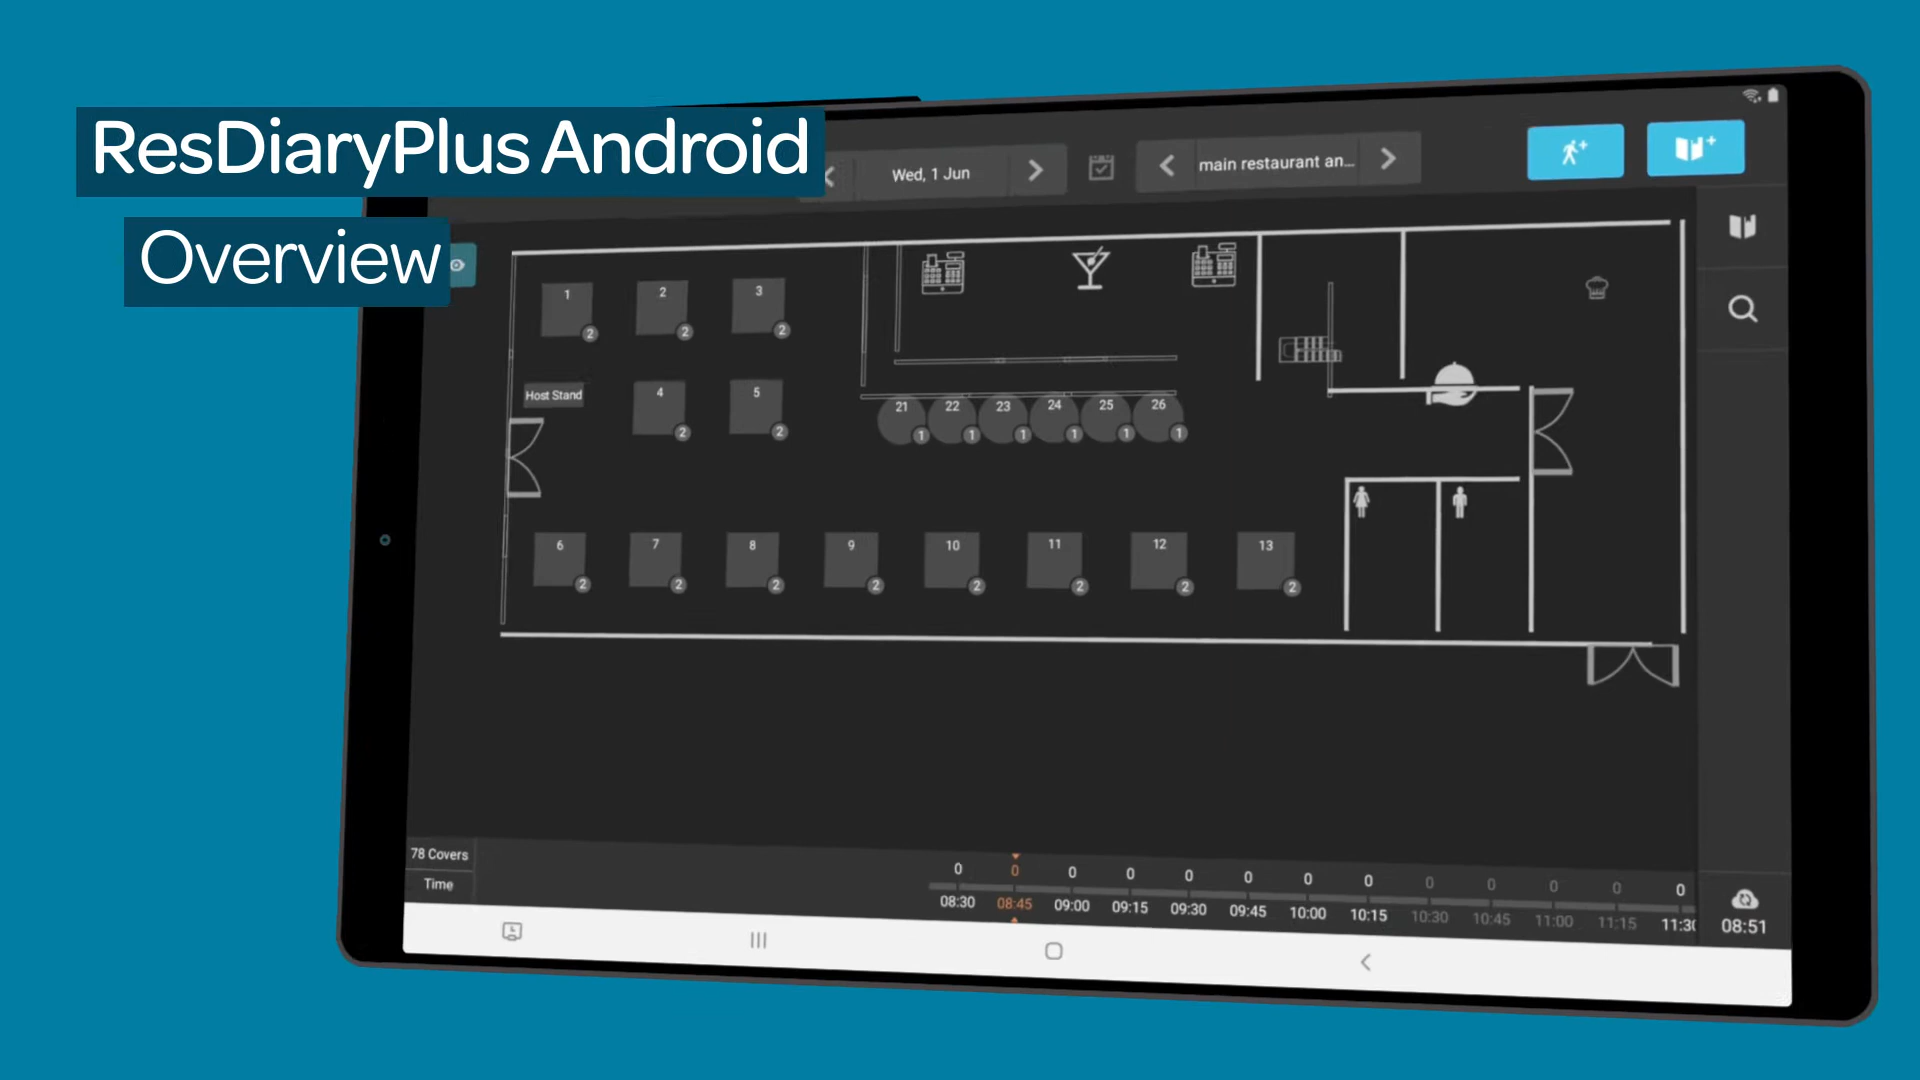 ResDiaryPlus Android
Overview
Wed, 1 Jun
main restaurant an...
1 2 3
2 2 2
Host Stand
4 5
2 2
21 22 23 24 25 26
1 1 1 1 1 1
6 7 8 9 10 11 12 13
2 2 2 2 2 2 2 2
78 Covers
Time
0 0 0 0 0 0 0 0 0 0 0 0 0
08:30 08:45 09:00 09:15 09:30 09:45 10:00 10:15 10:30 10:45 11:00 11:15 11:30
08:51